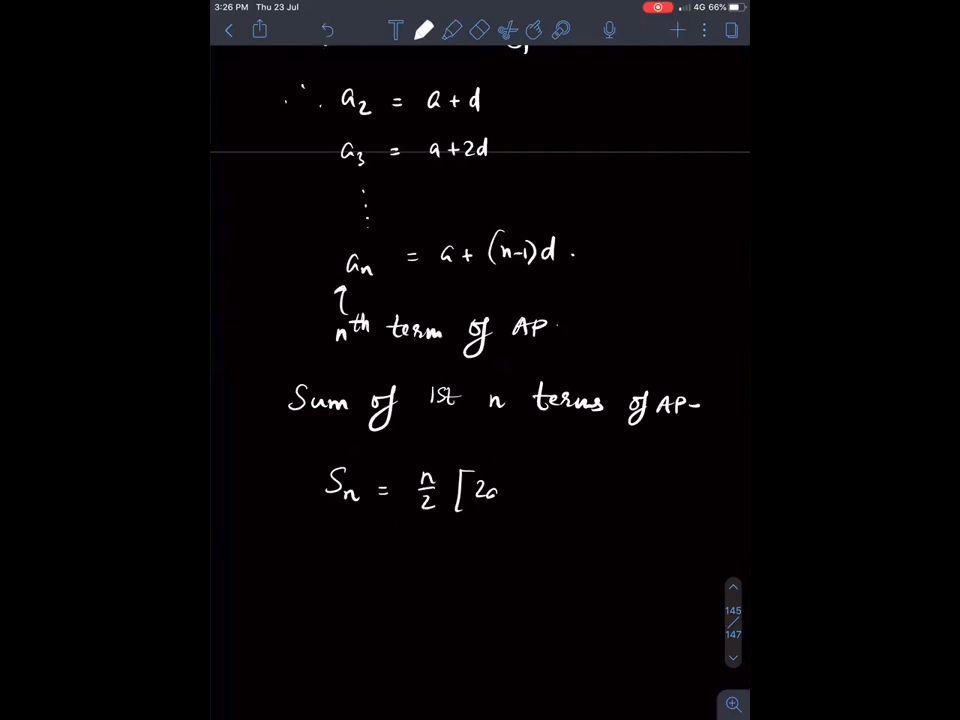 3:26 PM Thu 23 Jul 4G 66%
∴ a₂ = a + d
a₃ = a + 2d
⋮
aₙ = a + (n-1)d .
nᵗʰ term of AP
Sum of 1st n terms of AP-
Sₙ = n/2 [2a
145
/
147